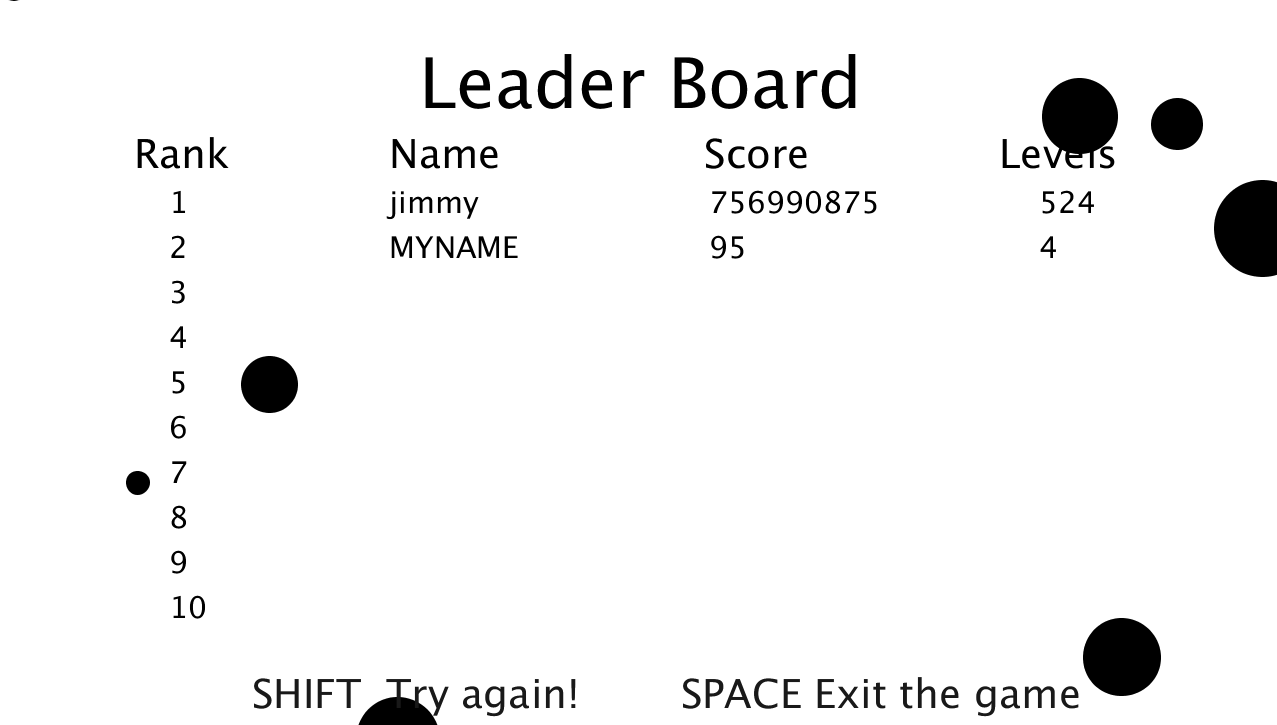 Leader Board
Rank Name Score Levels
1 jimmy 756990875 524
2 MYNAME 95 4
3
4
5
6
7
8
9
10
SHIFT Try again! SPACE Exit the game